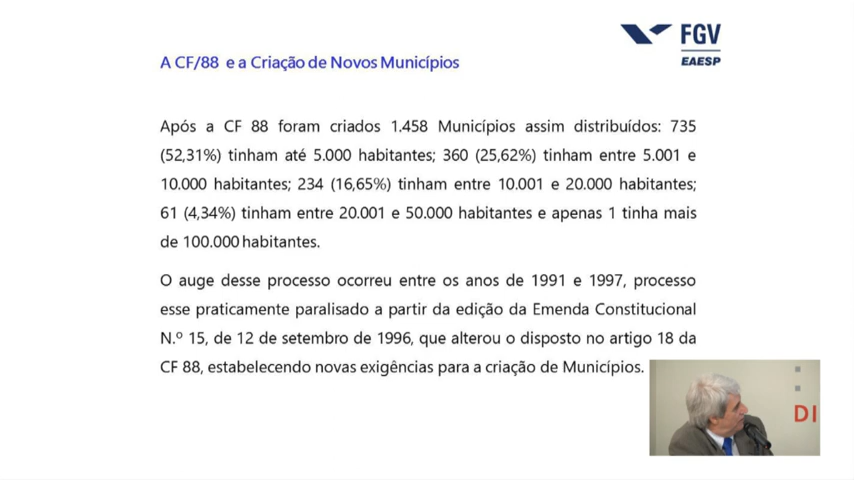 FGV
EAESP
A CF/88 e a Criação de Novos Municípios
Após a CF 88 foram criados 1.458 Municípios assim distribuídos: 735
(52,31%) tinham até 5.000 habitantes; 360 (25,62%) tinham entre 5.001 e
10.000 habitantes; 234 (16,65%) tinham entre 10.001 e 20.000 habitantes;
61 (4,34%) tinham entre 20.001 e 50.000 habitantes e apenas 1 tinha mais
de 100.000 habitantes.
O auge desse processo ocorreu entre os anos de 1991 e 1997, processo
esse praticamente paralisado a partir da edição da Emenda Constitucional
N.º 15, de 12 de setembro de 1996, que alterou o disposto no artigo 18 da
CF 88, estabelecendo novas exigências para a criação de Municípios.
DI